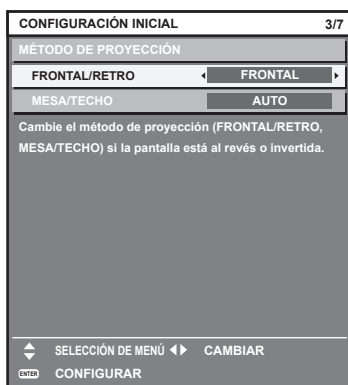 CONFIGURACIÓN INICIAL 3/7
MÉTODO DE PROYECCIÓN
FRONTAL/RETRO FRONTAL
MESA/TECHO AUTO
Cambie el método de proyección (FRONTAL/RETRO,
MESA/TECHO) si la pantalla está al revés o invertida.
SELECCIÓN DE MENÚ CAMBIAR
ENTER CONFIGURAR